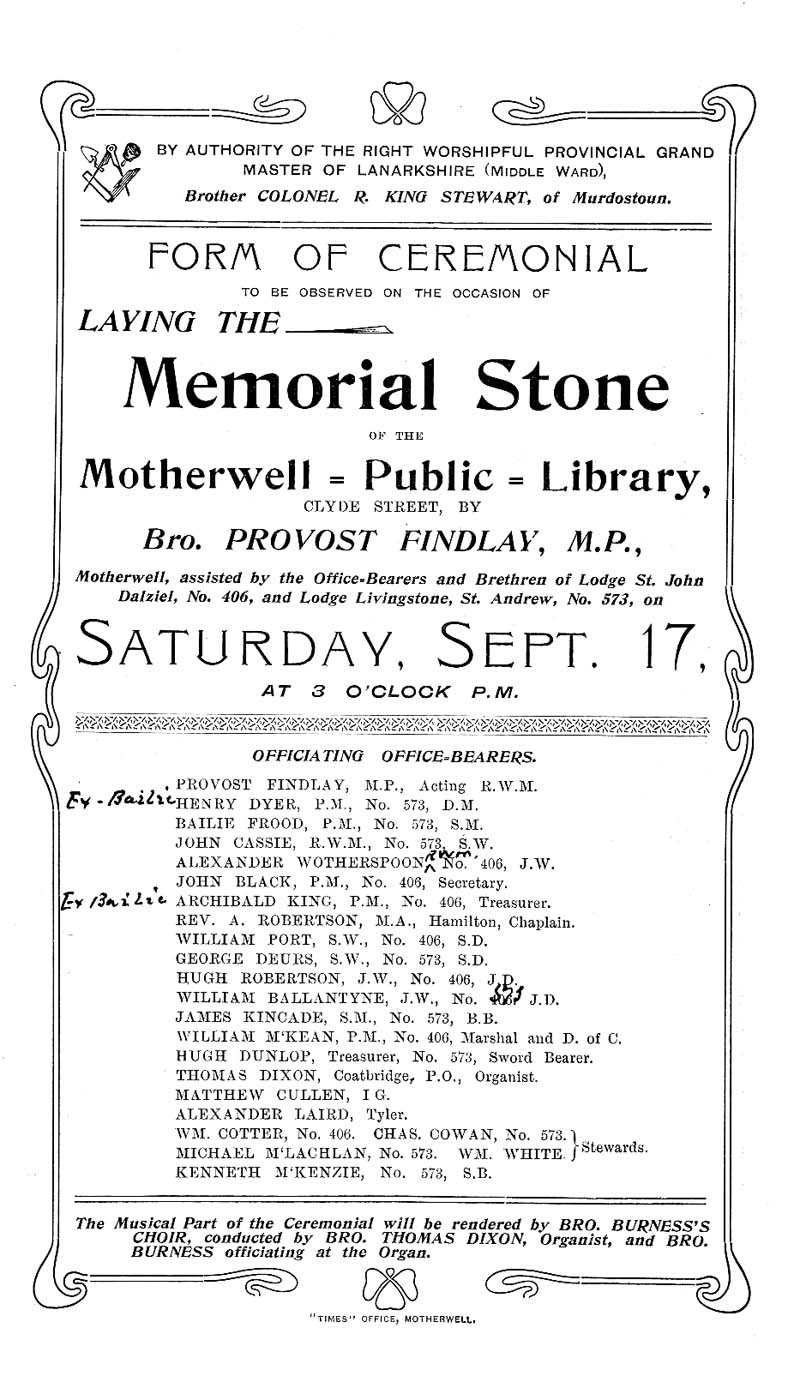 BY AUTHORITY OF THE RIGHT WORSHIPFUL PROVINCIAL GRAND
MASTER OF LANARKSHIRE (MIDDLE WARD),
Brother COLONEL R. KING STEWART, of Murdostoun.
FORM OF CEREMONIAL
TO BE OBSERVED ON THE OCCASION OF
LAYING THE
Memorial Stone
OF THE
Motherwell = Public = Library,
CLYDE STREET, BY
Bro. PROVOST FINDLAY, M.P.,
Motherwell, assisted by the Office-Bearers and Brethren of Lodge St. John
Dalziel, No. 406, and Lodge Livingstone, St. Andrew, No. 573, on
SATURDAY, SEPT. 17,
AT 3 O'CLOCK P.M.
OFFICIATING OFFICE-BEARERS.
PROVOST FINDLAY, M.P., Acting R.W.M.
Ex-Bailie HENRY DYER, P.M., No. 573, D.M.
BAILIE FROOD, P.M., No. 573, S.M.
JOHN CASSIE, R.W.M., No. 573, S.W.
ALEXANDER WOTHERSPOON, RWM No. 406, J.W.
JOHN BLACK, P.M., No. 406, Secretary.
Ex Bailie ARCHIBALD KING, P.M., No. 406, Treasurer.
REV. A. ROBERTSON, M.A., Hamilton, Chaplain.
WILLIAM PORT, S.W., No. 406, S.D.
GEORGE DEURS, S.W., No. 573, S.D.
HUGH ROBERTSON, J.W., No. 406, J.D.
WILLIAM BALLANTYNE, J.W., No. 573 J.D.
JAMES KINCADE, S.M., No. 573, B.B.
WILLIAM M'KEAN, P.M., No. 406, Marshal and D. of C.
HUGH DUNLOP, Treasurer, No. 573, Sword Bearer.
THOMAS DIXON, Coatbridge, P.O., Organist.
MATTHEW CULLEN, I G.
ALEXANDER LAIRD, Tyler.
WM. COTTER, No. 406. CHAS. COWAN, No. 573.
MICHAEL M'LACHLAN, No. 573. WM. WHITE. Stewards.
KENNETH M'KENZIE, No. 573, S.B.
The Musical Part of the Ceremonial will be rendered by BRO. BURNESS'S
CHOIR, conducted by BRO. THOMAS DIXON, Organist, and BRO.
BURNESS officiating at the Organ.
"TIMES" OFFICE, MOTHERWELL.